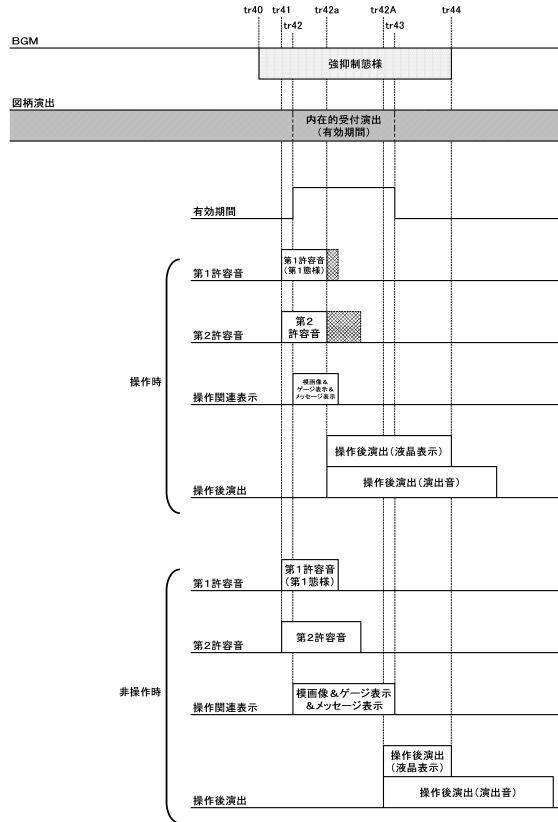 tr40
tr41
tr42
tr42a
tr42A
tr43
tr44
BGM
強抑制態様
図柄演出
内在的受付演出
(有効期間)
有効期間
操作時
第1許容音
第1許容音
(第1態様)
第2許容音
第2
許容音
操作関連表示
模画像&
ゲージ表示&
メッセージ表示
操作後演出(液晶表示)
操作後演出(演出音)
操作後演出
非操作時
第1許容音
第1許容音
(第1態様)
第2許容音
第2許容音
操作関連表示
模画像&ゲージ表示
&メッセージ表示
操作後演出
(液晶表示)
操作後演出(演出音)
操作後演出